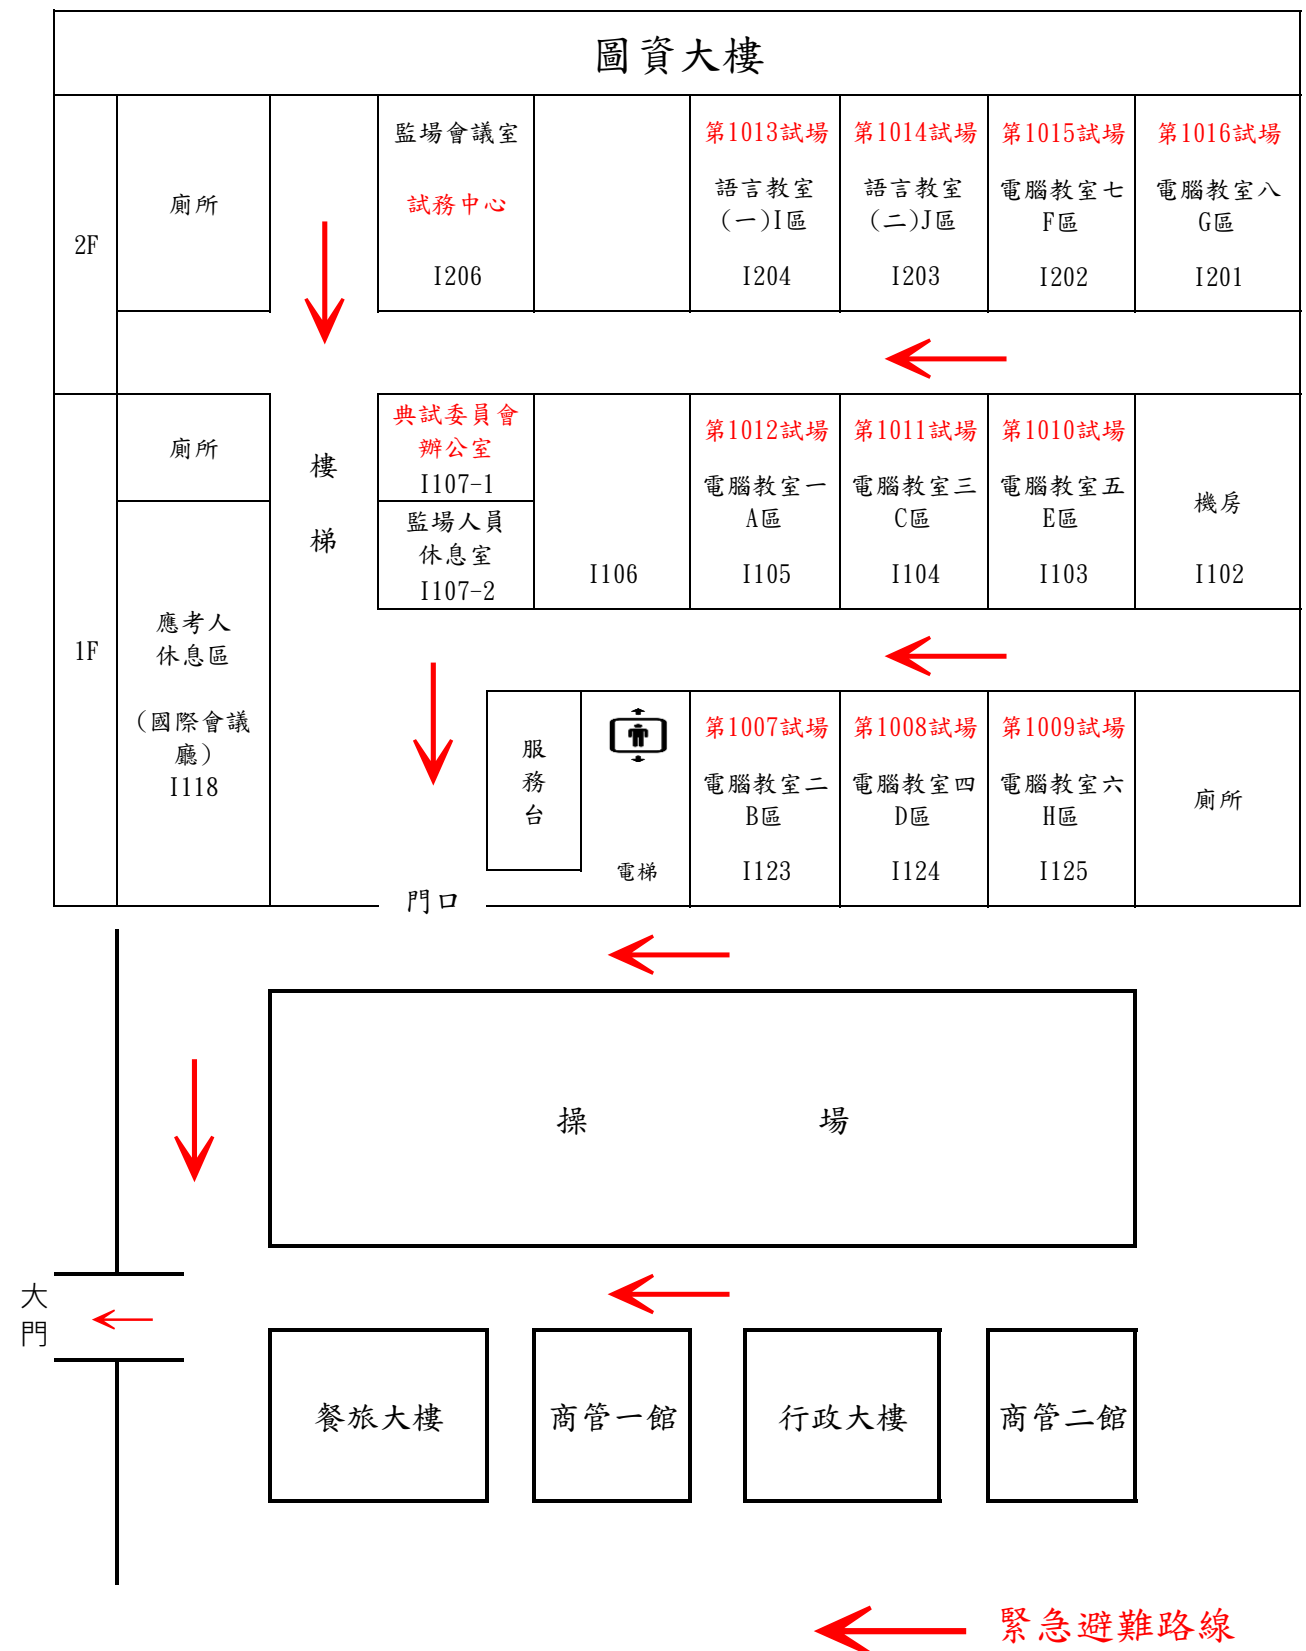 圖資大樓
2F
廁所
監場會議室
試務中心
I206
第1013試場
語言教室
(一)I區
I204
第1014試場
語言教室
(二)J區
I203
第1015試場
電腦教室七
F區
I202
第1016試場
電腦教室八
G區
I201
1F
廁所
樓
梯
典試委員會
辦公室
I107-1
監場人員
休息室
I107-2
I106
第1012試場
電腦教室一
A區
I105
第1011試場
電腦教室三
C區
I104
第1010試場
電腦教室五
E區
I103
機房
I102
應考人
休息區
(國際會議
廳)
I118
服
務
台
電梯
第1007試場
電腦教室二
B區
I123
第1008試場
電腦教室四
D區
I124
第1009試場
電腦教室六
H區
I125
廁所
門口
操 場
大
門
餐旅大樓
商管一館
行政大樓
商管二館
緊急避難路線